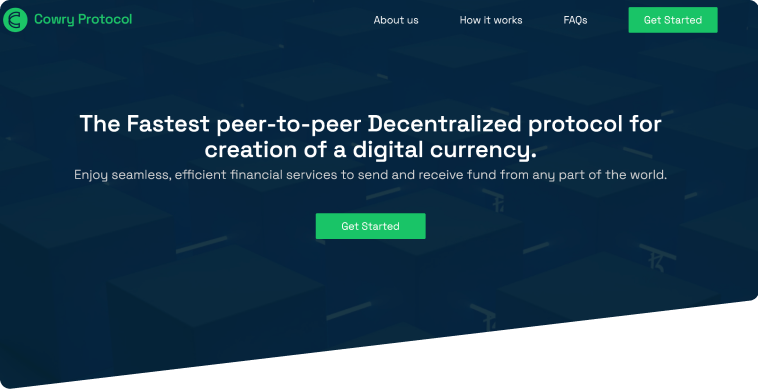 Cowry Protocol
About us
How it works
FAQs
Get Started
The Fastest peer-to-peer Decentralized protocol for
creation of a digital currency.
Enjoy seamless, efficient financial services to send and receive fund from any part of the world.
Get Started